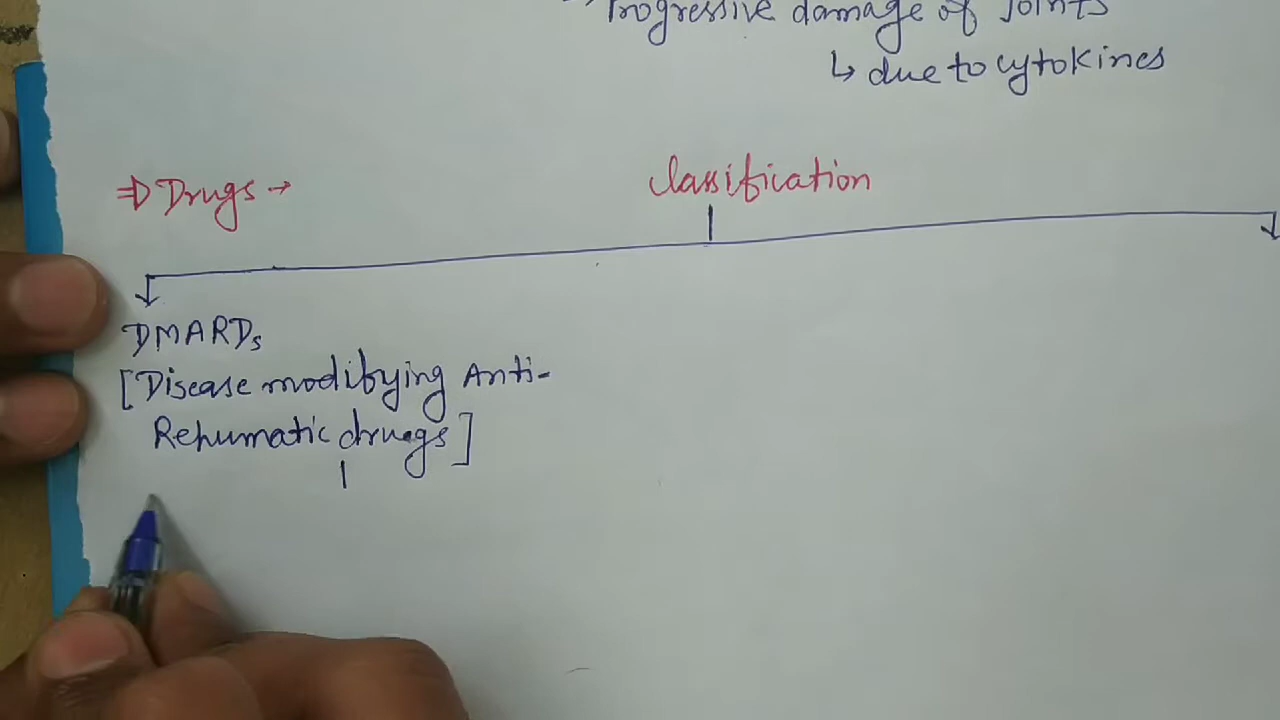 Progressive damage of Joints
↳ due to cytokines
⇒ Drugs →
Classification
DMARDs
[Disease modifying Anti-
Rehumatic drugs]